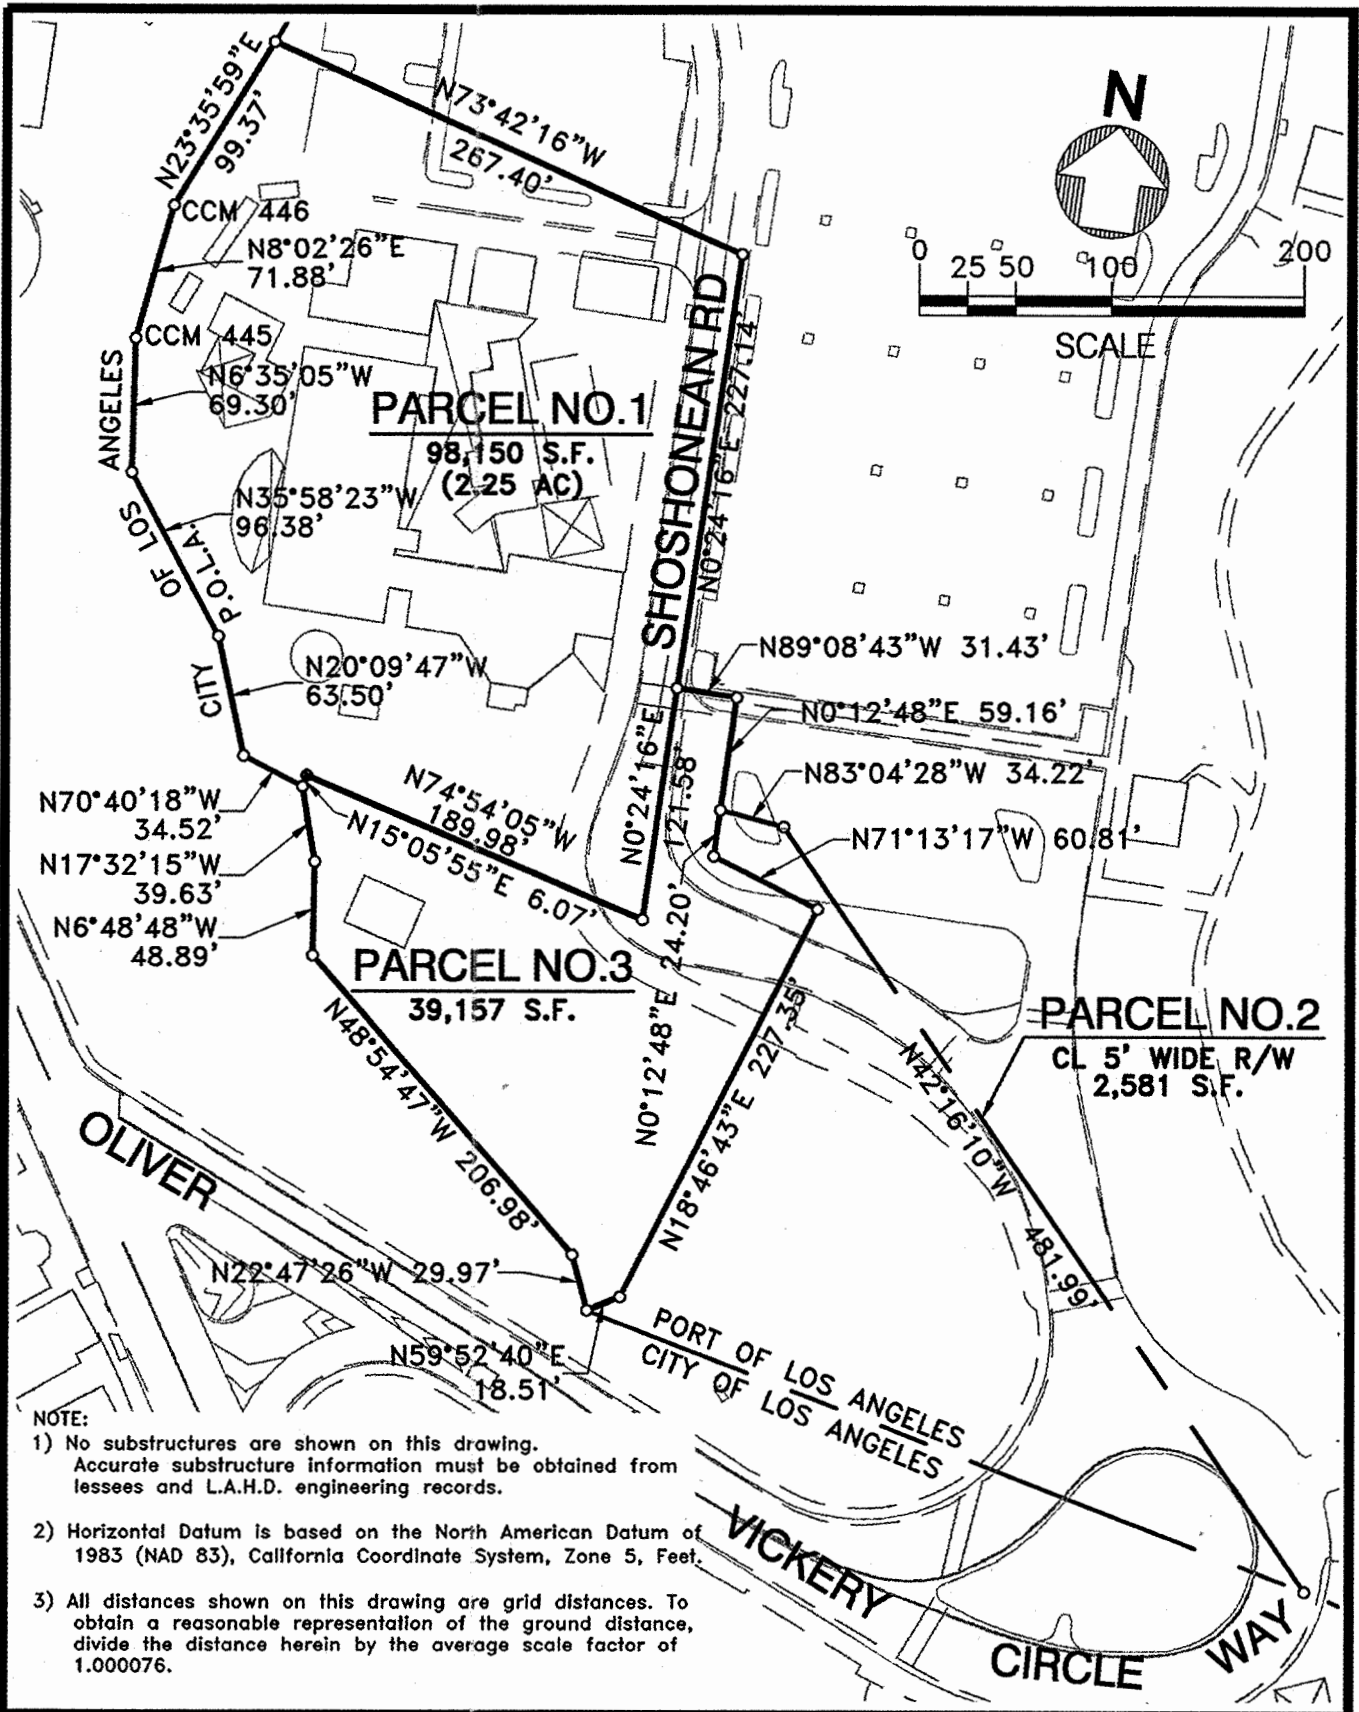 N23°35'59"E
99.37'
N73°42'16"W
267.40'
N
0 25 50 100 200
SCALE
CCM 446
N8°02'26"E
71.88'
CCM 445
N6°35'05"W
69.30'
PARCEL NO.1
98,150 S.F.
(2.25 AC)
SHOSHONEAN RD
N0°24'16"E 227.14'
N35°58'23"W
96.38'
CITY OF LOS ANGELES
P.O.L.A.
N20°09'47"W
63.50'
N89°08'43"W 31.43'
N0°12'48"E 59.16'
N83°04'28"W 34.22'
N71°13'17"W 60.81'
N0°24'16"E
121.58'
N74°54'05"W
189.98'
N15°05'55"E 6.07'
N70°40'18"W
34.52'
N17°32'15"W
39.63'
N6°48'48"W
48.89'
PARCEL NO.3
39,157 S.F.
N0°12'48"E 24.20'
N18°46'43"E 227.35'
N48°54'47"W 206.98'
PARCEL NO.2
CL 5' WIDE R/W
2,581 S.F.
N42°16'10"W 481.99'
OLIVER
N22°47'26"W 29.97'
N59°52'40"E
18.51'
PORT OF LOS ANGELES
CITY OF LOS ANGELES
VICKERY CIRCLE WAY
NOTE:
1) No substructures are shown on this drawing.
Accurate substructure information must be obtained from
lessees and L.A.H.D. engineering records.
2) Horizontal Datum is based on the North American Datum of
1983 (NAD 83), California Coordinate System, Zone 5, Feet.
3) All distances shown on this drawing are grid distances. To
obtain a reasonable representation of the ground distance,
divide the distance herein by the average scale factor of
1.000076.